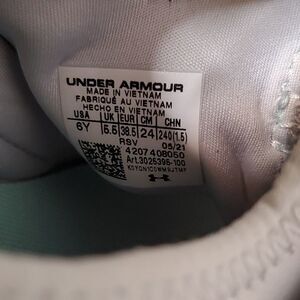 UNDER ARMOUR
MADE IN VIETNAM
FABRIQUÉ AU VIETNAM
HECHO EN VIETNAM
USA UK EUR CM CHN
6Y 5.5 38.5 24 240(1.5)
RSV 05/21
4207408050
Art.3025395-100